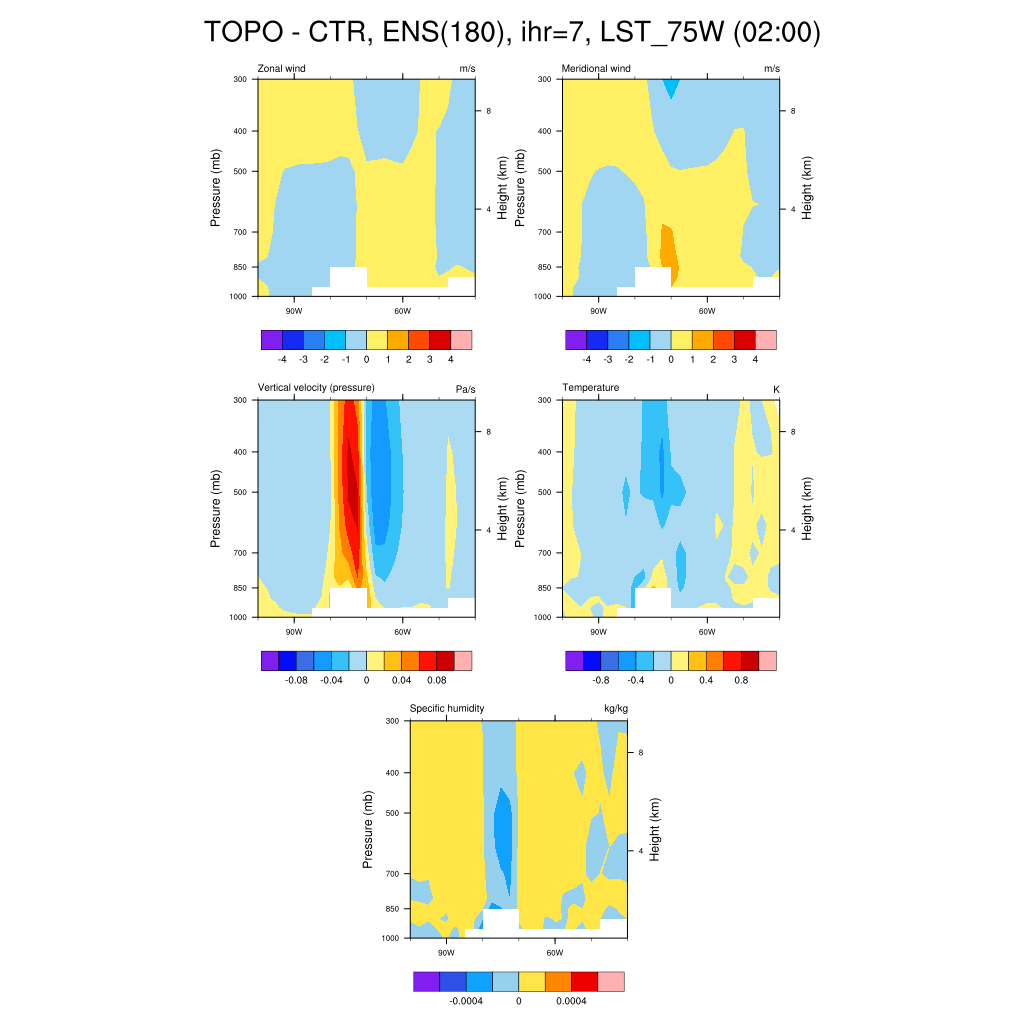 TOPO - CTR, ENS(180), ihr=7, LST_75W (02:00)
Zonal wind m/s
300
400
500
700
850
1000
Pressure (mb)
8
4
Height (km)
90W 60W
-4 -3 -2 -1 0 1 2 3 4
Meridional wind m/s
300
400
500
700
850
1000
Pressure (mb)
8
4
Height (km)
90W 60W
-4 -3 -2 -1 0 1 2 3 4
Vertical velocity (pressure) Pa/s
300
400
500
700
850
1000
Pressure (mb)
8
4
Height (km)
90W 60W
-0.08 -0.04 0 0.04 0.08
Temperature K
300
400
500
700
850
1000
Pressure (mb)
8
4
Height (km)
90W 60W
-0.8 -0.4 0 0.4 0.8
Specific humidity kg/kg
300
400
500
700
850
1000
Pressure (mb)
8
4
Height (km)
90W 60W
-0.0004 0 0.0004